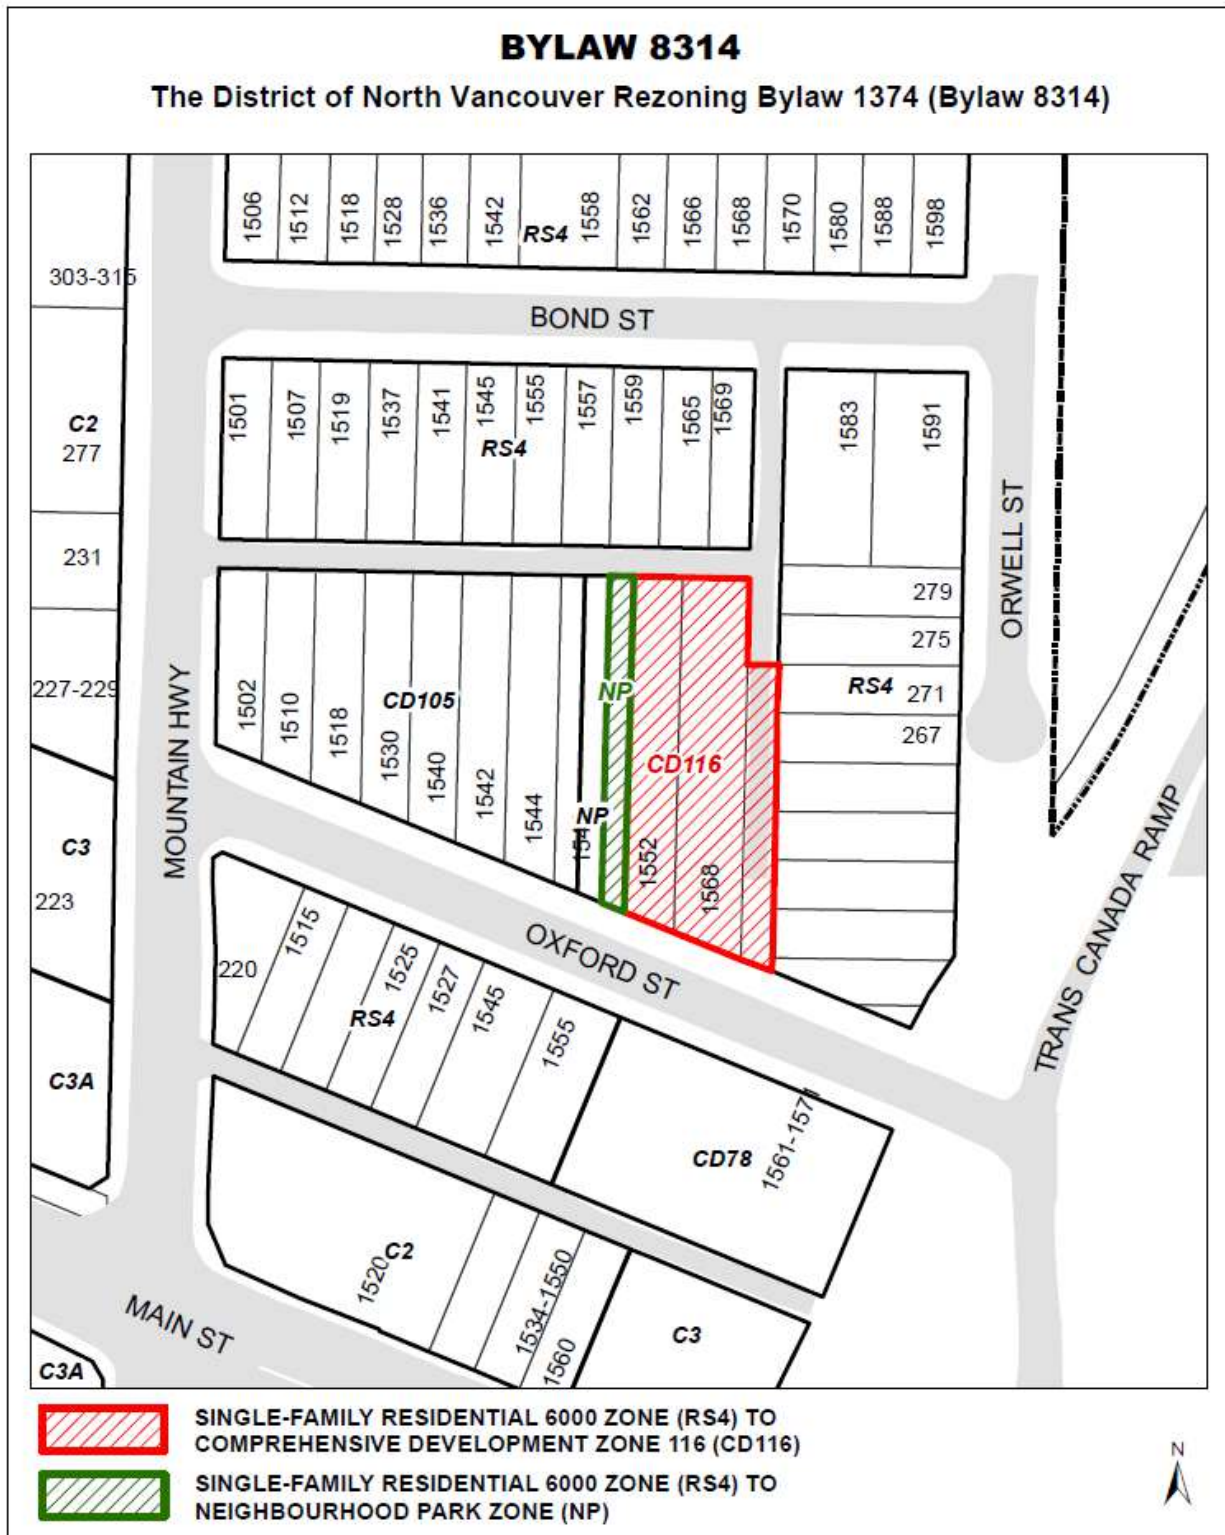 BYLAW 8314
The District of North Vancouver Rezoning Bylaw 1374 (Bylaw 8314)
1506 1512 1518 1528 1536 1542 1558 1562 1566 1568 1570 1580 1588 1598
RS4
303-315
BOND ST
C2
277
1501 1507 1519 1537 1541 1545 1555 1557 1559 1565 1569 1583 1591
RS4
ORWELL ST
231
279
275
227-229
RS4 271
267
MOUNTAIN HWY
CD105
NP
CD116
1502 1510 1518 1530 1540 1542 1544
NP
1552 1568
C3
223
TRANS CANADA RAMP
OXFORD ST
220 1515 1525 1527 1545 1555
RS4
C3A
CD78
1561-1571
C2
1520 1534-1550 1560
C3
MAIN ST
C3A
SINGLE-FAMILY RESIDENTIAL 6000 ZONE (RS4) TO
COMPREHENSIVE DEVELOPMENT ZONE 116 (CD116)
SINGLE-FAMILY RESIDENTIAL 6000 ZONE (RS4) TO
NEIGHBOURHOOD PARK ZONE (NP)
N